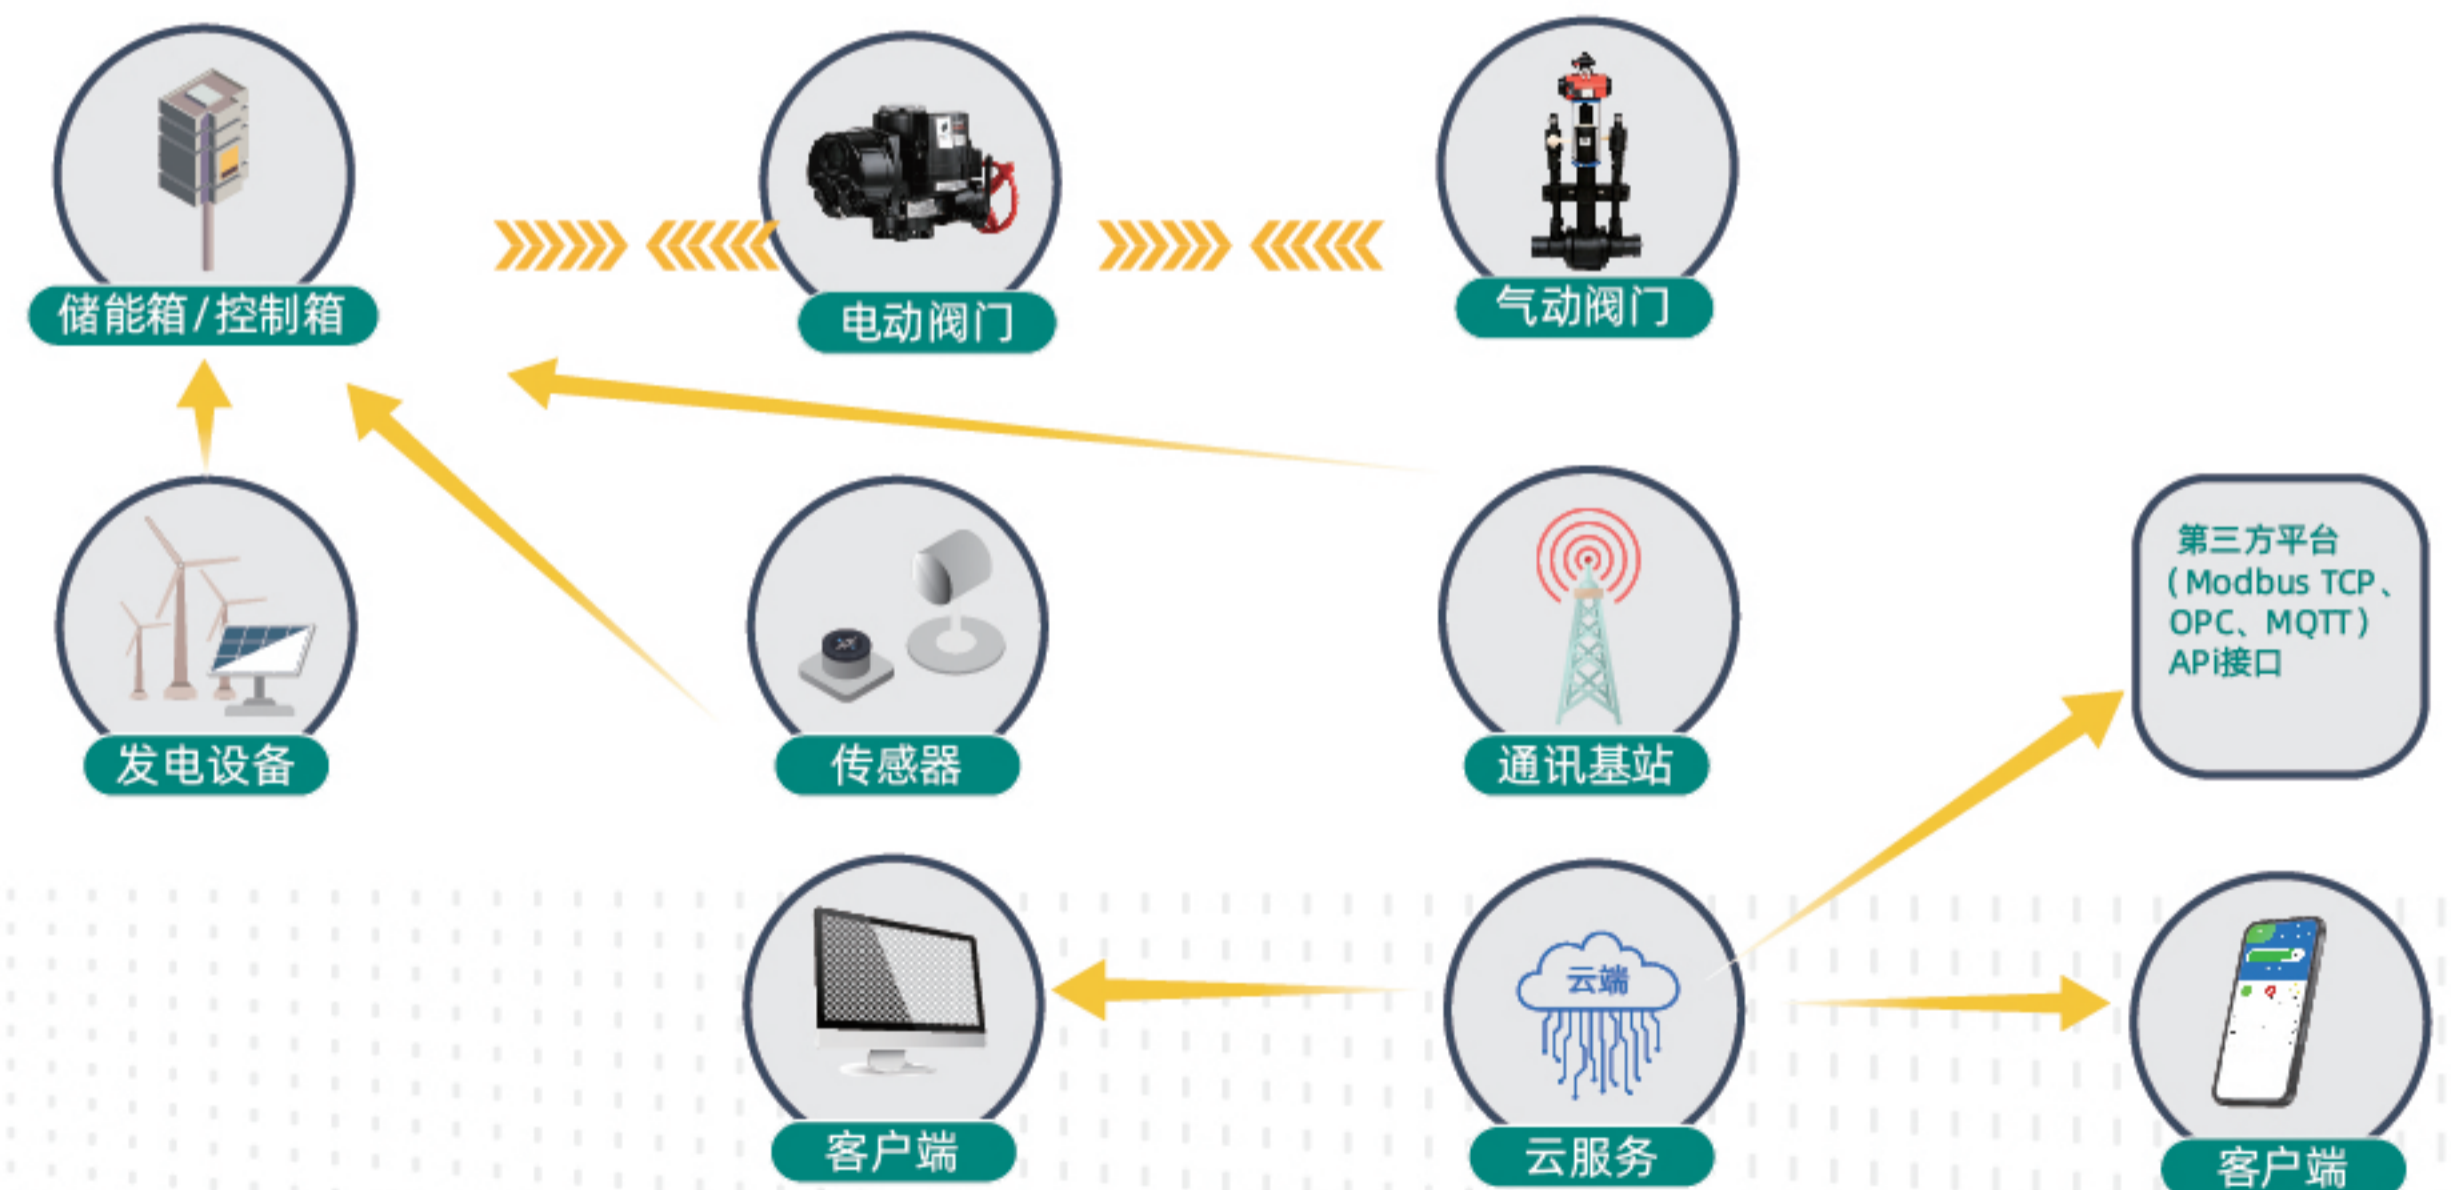 储能箱/控制箱
电动阀门
气动阀门
发电设备
传感器
通讯基站
第三方平台
(Modbus TCP、
OPC、MQTT)
APi接口
客户端
云端
云服务
客户端